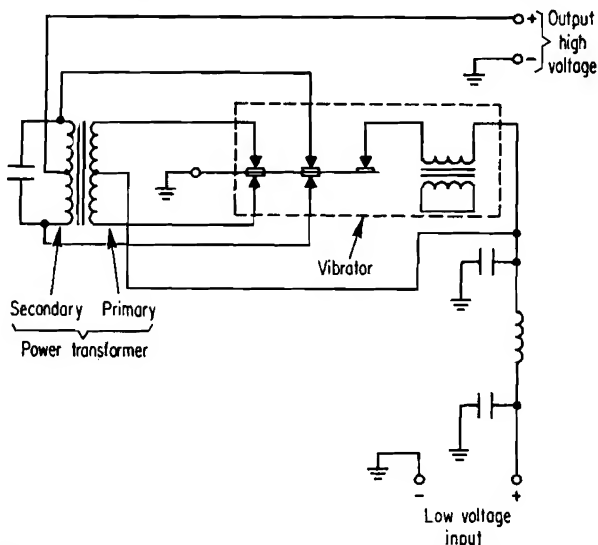 + Output
high
- voltage
Vibrator
Secondary Primary
Power transformer
- +
Low voltage
input